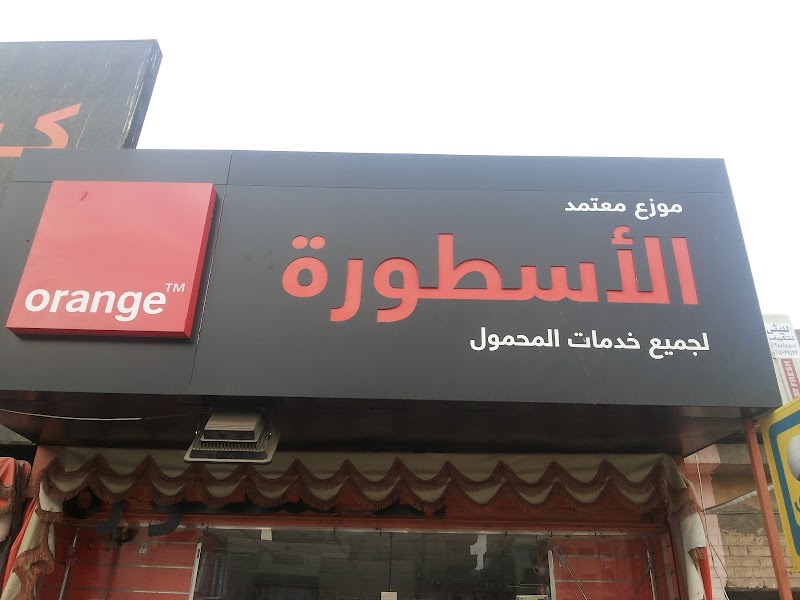 موزع معتمد
الأسطورة
لجميع خدمات المحمول
orange™